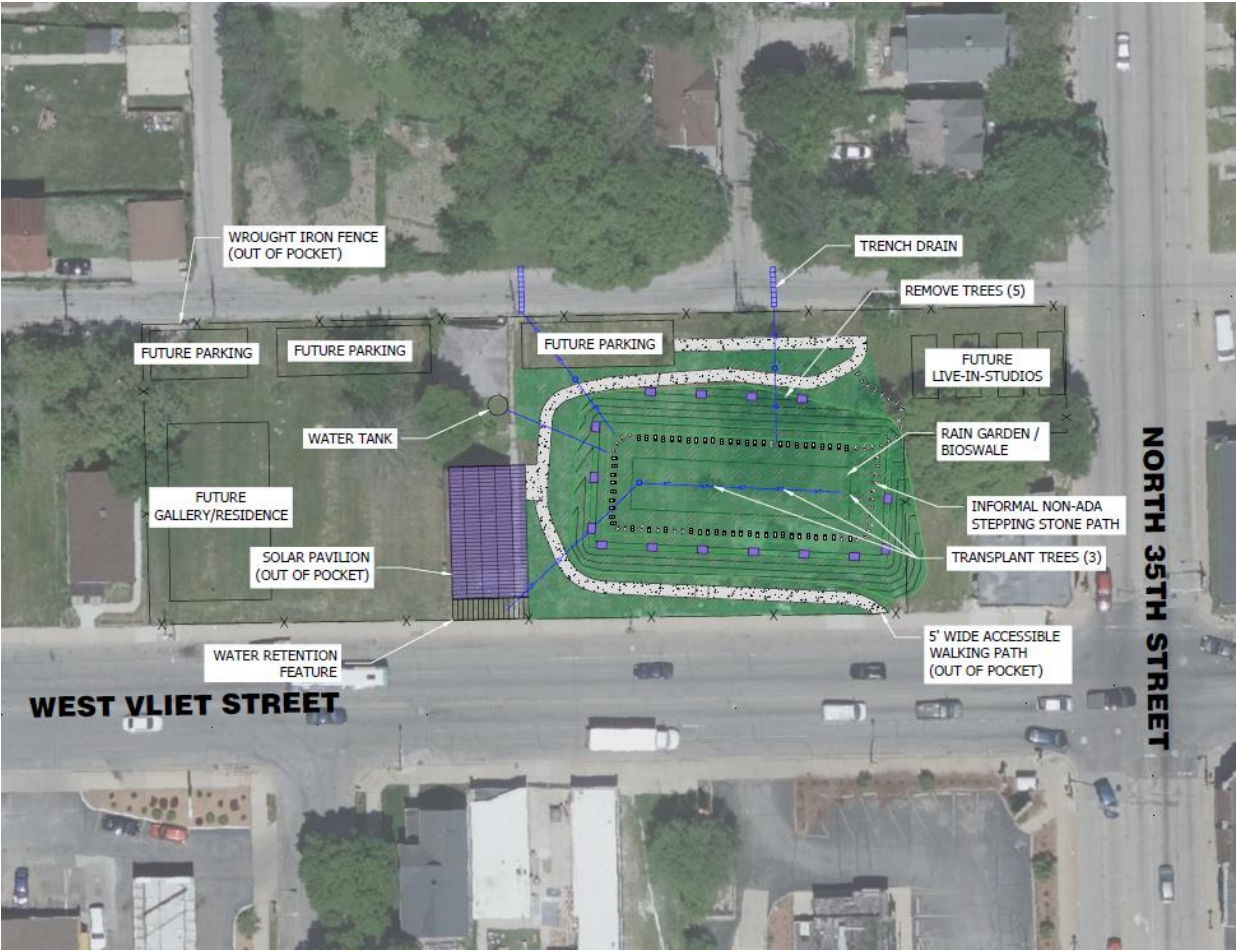 WROUGHT IRON FENCE
(OUT OF POCKET)
TRENCH DRAIN
REMOVE TREES (5)
FUTURE PARKING
FUTURE PARKING
FUTURE PARKING
FUTURE
LIVE-IN-STUDIOS
WATER TANK
RAIN GARDEN /
BIOSWALE
FUTURE
GALLERY/RESIDENCE
INFORMAL NON-ADA
STEPPING STONE PATH
SOLAR PAVILION
(OUT OF POCKET)
TRANSPLANT TREES (3)
WATER RETENTION
FEATURE
5' WIDE ACCESSIBLE
WALKING PATH
(OUT OF POCKET)
WEST VLIET STREET
NORTH 35TH STREET